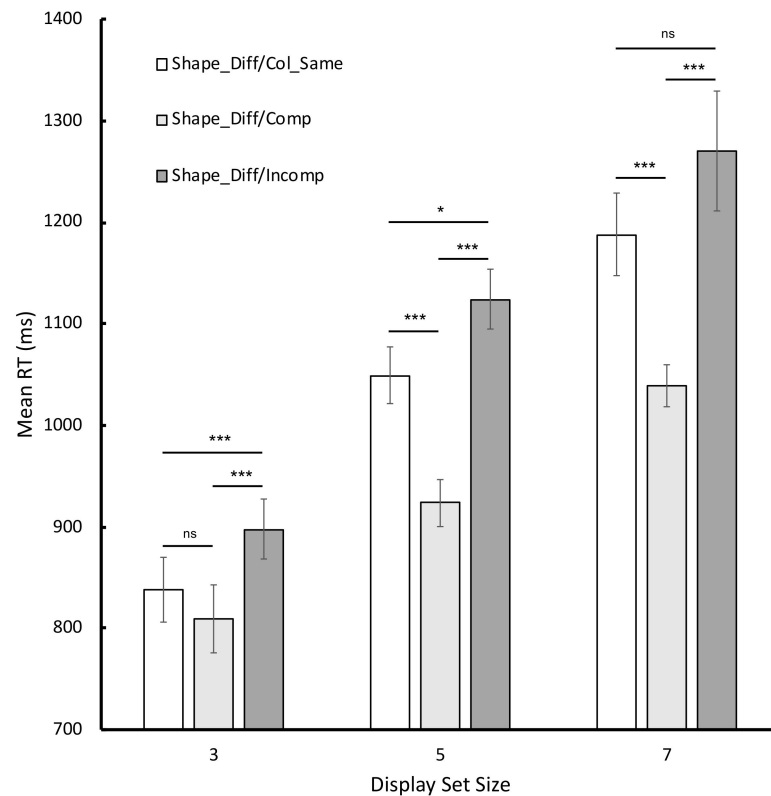 1400
1300
1200
1100
1000
900
800
700
Mean RT (ms)
Shape_Diff/Col_Same
Shape_Diff/Comp
Shape_Diff/Incomp
***
***
ns
*
***
***
ns
***
***
3
5
7
Display Set Size